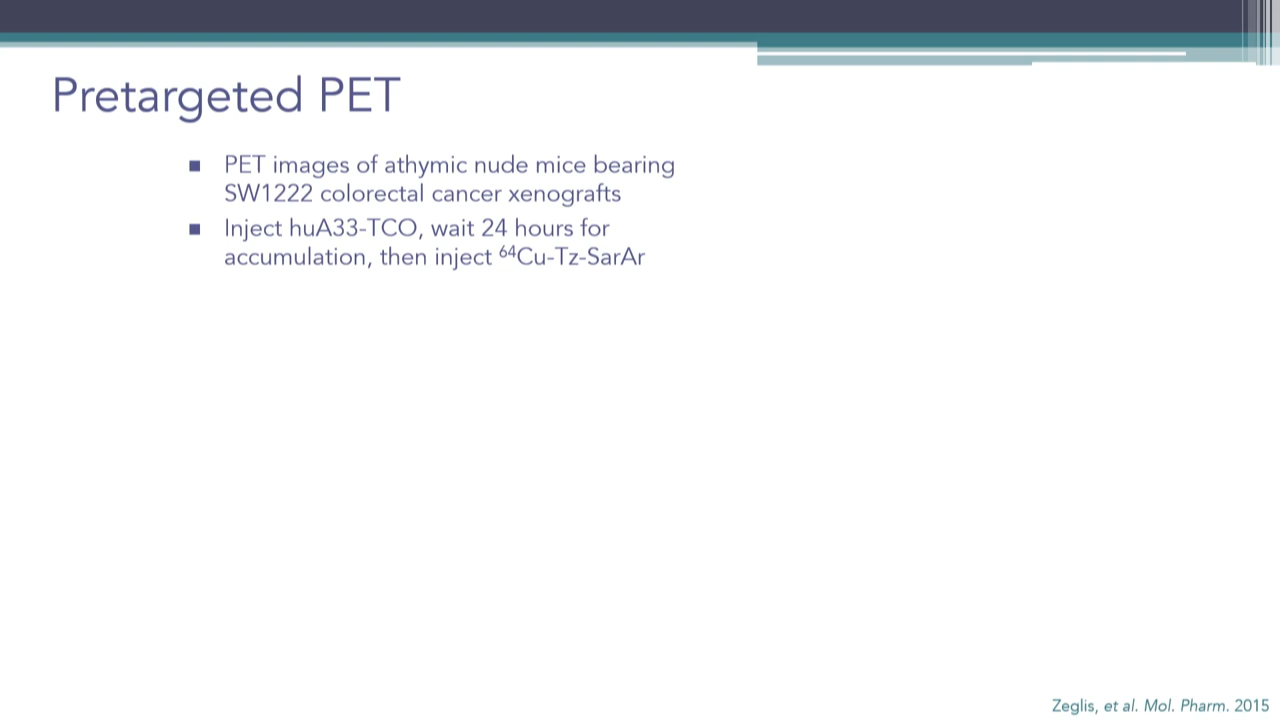 Pretargeted PET
■ PET images of athymic nude mice bearing
SW1222 colorectal cancer xenografts
■ Inject huA33-TCO, wait 24 hours for
accumulation, then inject ⁶⁴Cu-Tz-SarAr
Zeglis, et al. Mol. Pharm. 2015